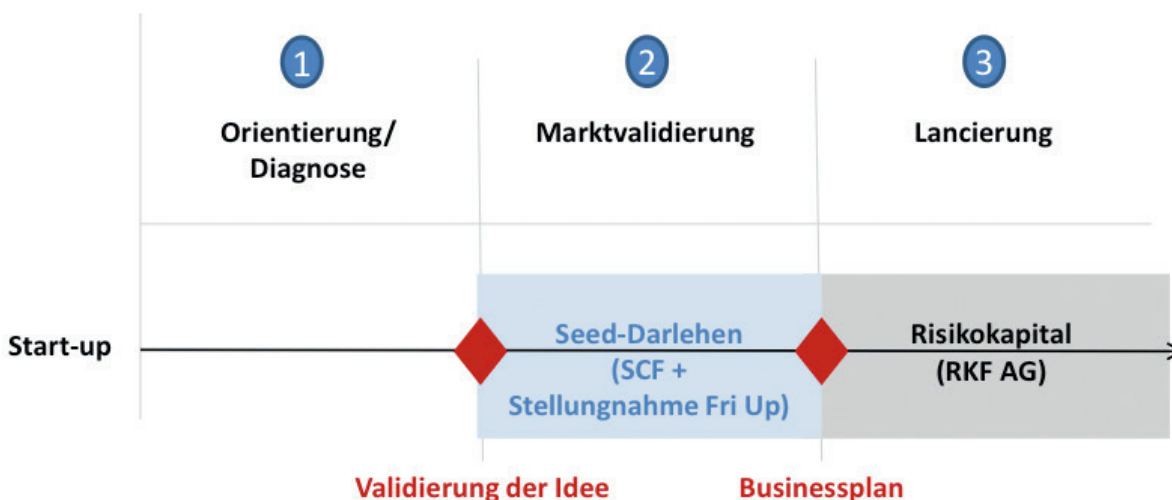 1
2
3
Orientierung/
Diagnose
Marktvalidierung
Lancierung
Start-up
Seed-Darlehen
(SCF +
Stellungnahme Fri Up)
Risikokapital
(RKF AG)
Validierung der Idee
Businessplan